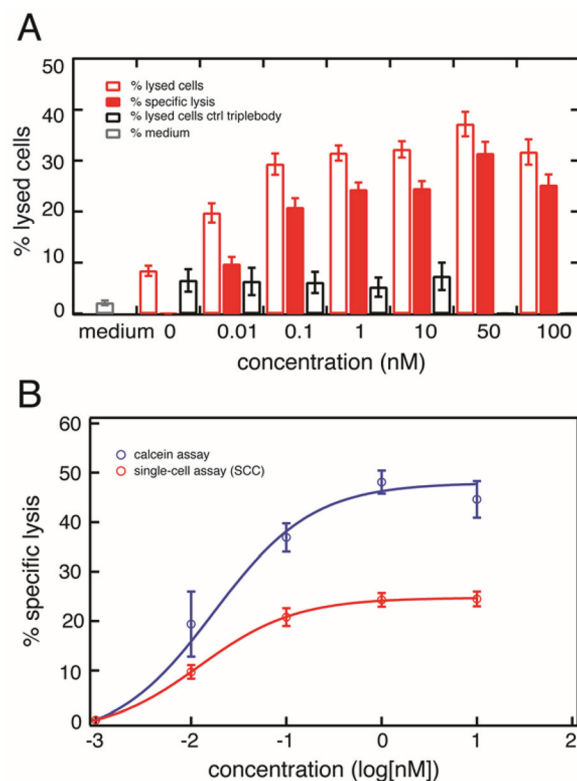 A
50
40
30
20
10
0
% lysed cells
% lysed cells
% specific lysis
% lysed cells ctrl triplebody
% medium
medium 0 0.01 0.1 1 10 50 100
concentration (nM)
B
60
50
40
30
20
10
0
% specific lysis
calcein assay
single-cell assay (SCC)
-3 -2 -1 0 1 2
concentration (log[nM])